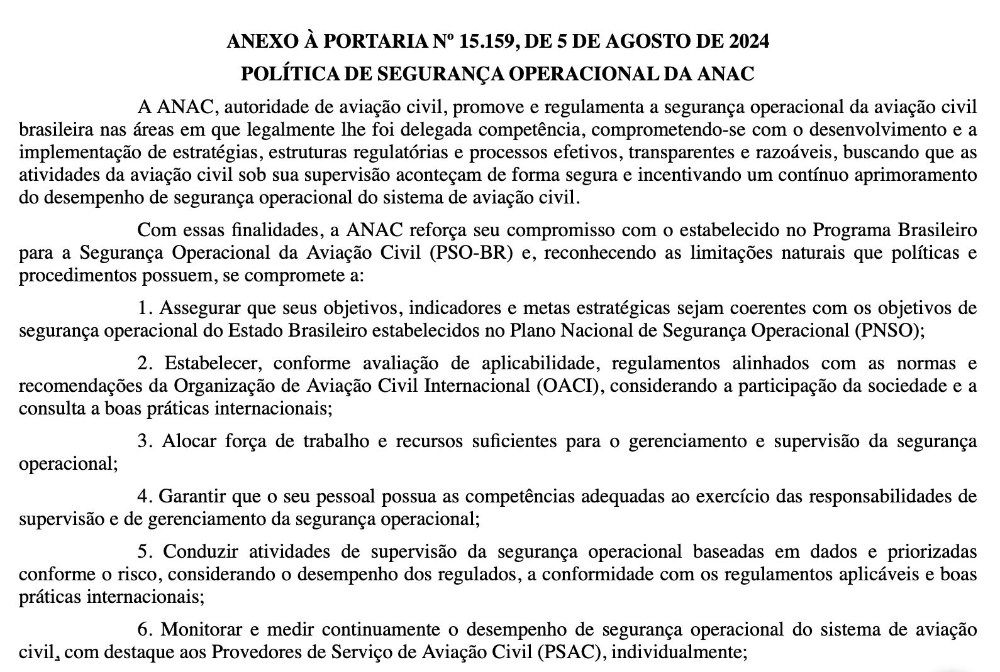 ANEXO À PORTARIA Nº 15.159, DE 5 DE AGOSTO DE 2024
POLÍTICA DE SEGURANÇA OPERACIONAL DA ANAC
A ANAC, autoridade de aviação civil, promove e regulamenta a segurança operacional da aviação civil
brasileira nas áreas em que legalmente lhe foi delegada competência, comprometendo-se com o desenvolvimento e a
implementação de estratégias, estruturas regulatórias e processos efetivos, transparentes e razoáveis, buscando que as
atividades da aviação civil sob sua supervisão aconteçam de forma segura e incentivando um contínuo aprimoramento
do desempenho de segurança operacional do sistema de aviação civil.
Com essas finalidades, a ANAC reforça seu compromisso com o estabelecido no Programa Brasileiro
para a Segurança Operacional da Aviação Civil (PSO-BR) e, reconhecendo as limitações naturais que políticas e
procedimentos possuem, se compromete a:
1. Assegurar que seus objetivos, indicadores e metas estratégicas sejam coerentes com os objetivos de
segurança operacional do Estado Brasileiro estabelecidos no Plano Nacional de Segurança Operacional (PNSO);
2. Estabelecer, conforme avaliação de aplicabilidade, regulamentos alinhados com as normas e
recomendações da Organização de Aviação Civil Internacional (OACI), considerando a participação da sociedade e a
consulta a boas práticas internacionais;
3. Alocar força de trabalho e recursos suficientes para o gerenciamento e supervisão da segurança
operacional;
4. Garantir que o seu pessoal possua as competências adequadas ao exercício das responsabilidades de
supervisão e de gerenciamento da segurança operacional;
5. Conduzir atividades de supervisão da segurança operacional baseadas em dados e priorizadas
conforme o risco, considerando o desempenho dos regulados, a conformidade com os regulamentos aplicáveis e boas
práticas internacionais;
6. Monitorar e medir continuamente o desempenho de segurança operacional do sistema de aviação
civil, com destaque aos Provedores de Serviço de Aviação Civil (PSAC), individualmente;